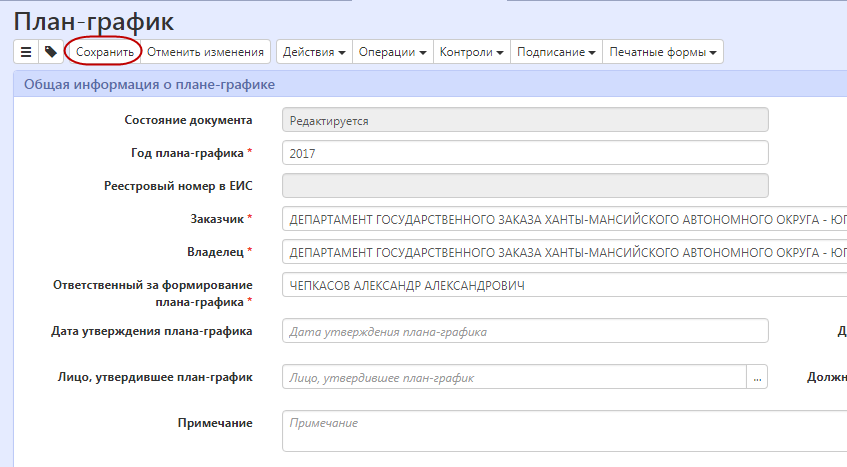 План-график
Сохранить Отменить изменения Действия Операции Контроли Подписание Печатные формы
Общая информация о плане-графике
Состояние документа Редактируется
Год плана-графика * 2017
Реестровый номер в ЕИС
Заказчик * ДЕПАРТАМЕНТ ГОСУДАРСТВЕННОГО ЗАКАЗА ХАНТЫ-МАНСИЙСКОГО АВТОНОМНОГО ОКРУГА - ЮГ
Владелец * ДЕПАРТАМЕНТ ГОСУДАРСТВЕННОГО ЗАКАЗА ХАНТЫ-МАНСИЙСКОГО АВТОНОМНОГО ОКРУГА - ЮГ
Ответственный за формирование
плана-графика * ЧЕПКАСОВ АЛЕКСАНДР АЛЕКСАНДРОВИЧ
Дата утверждения плана-графика Дата утверждения плана-графика Д
Лицо, утвердившее план-график Лицо, утвердившее план-график ... Должн
Примечание Примечание